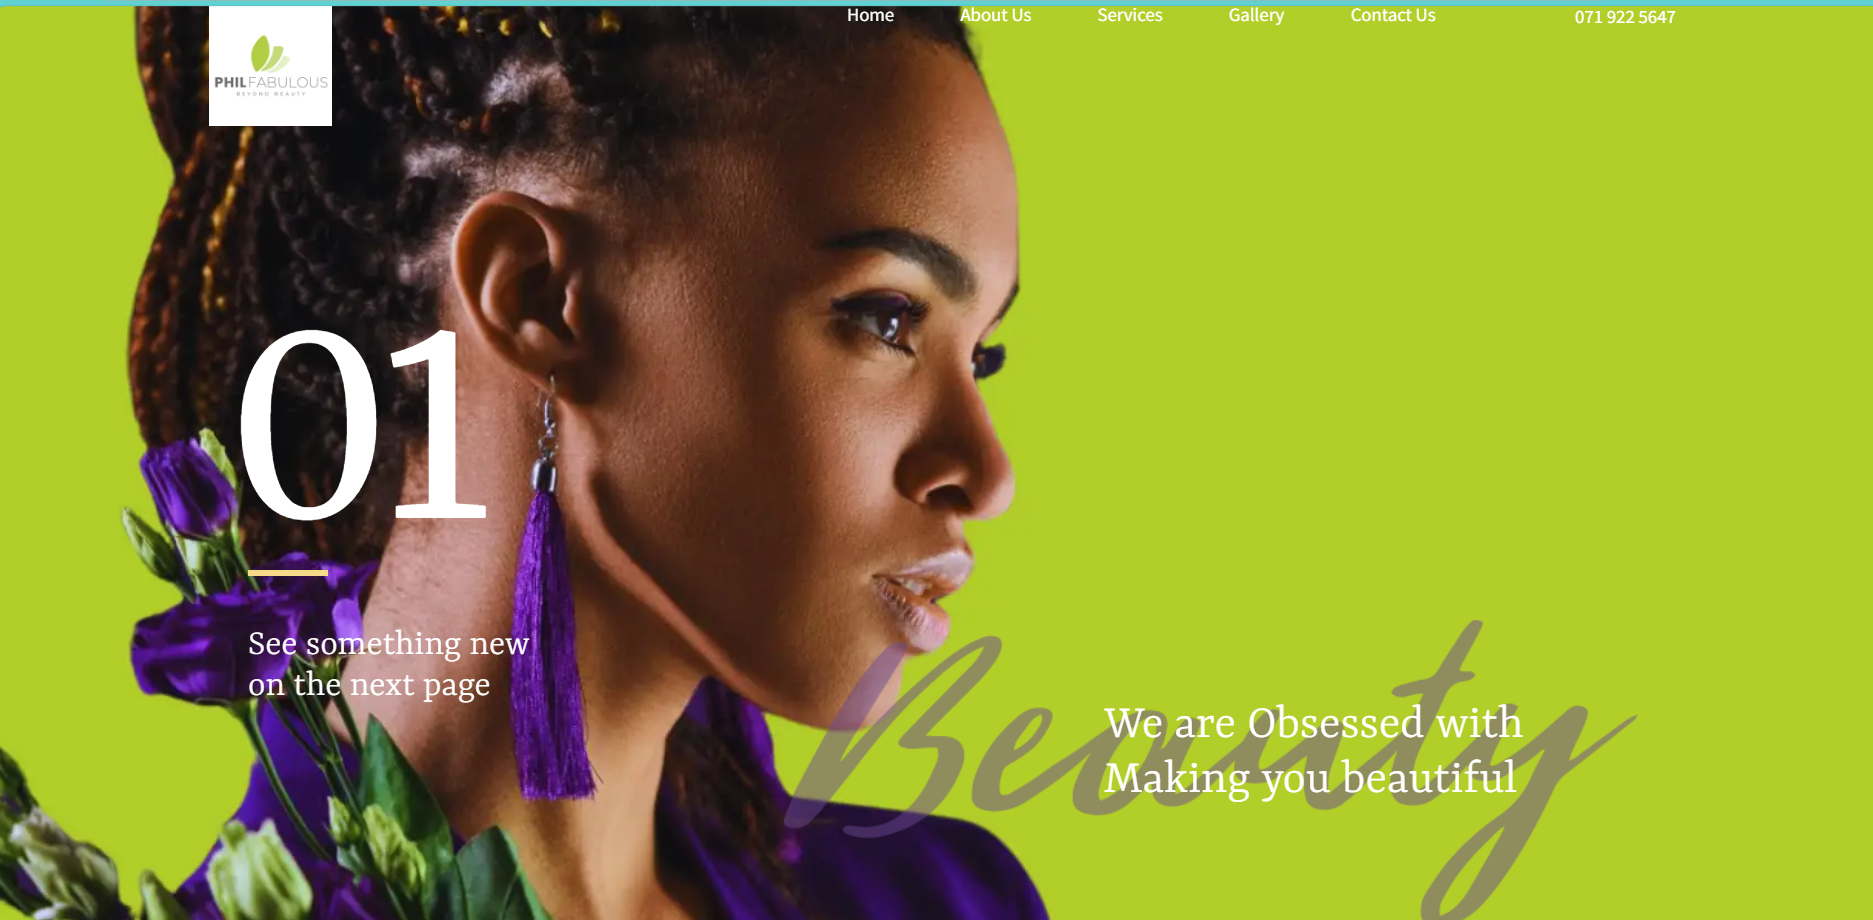 Home About Us Services Gallery Contact Us 071 922 5647
PHILFABULOUS
BEYOND BEAUTY
01
See something new
on the next page
Beauty
We are Obsessed with
Making you beautiful